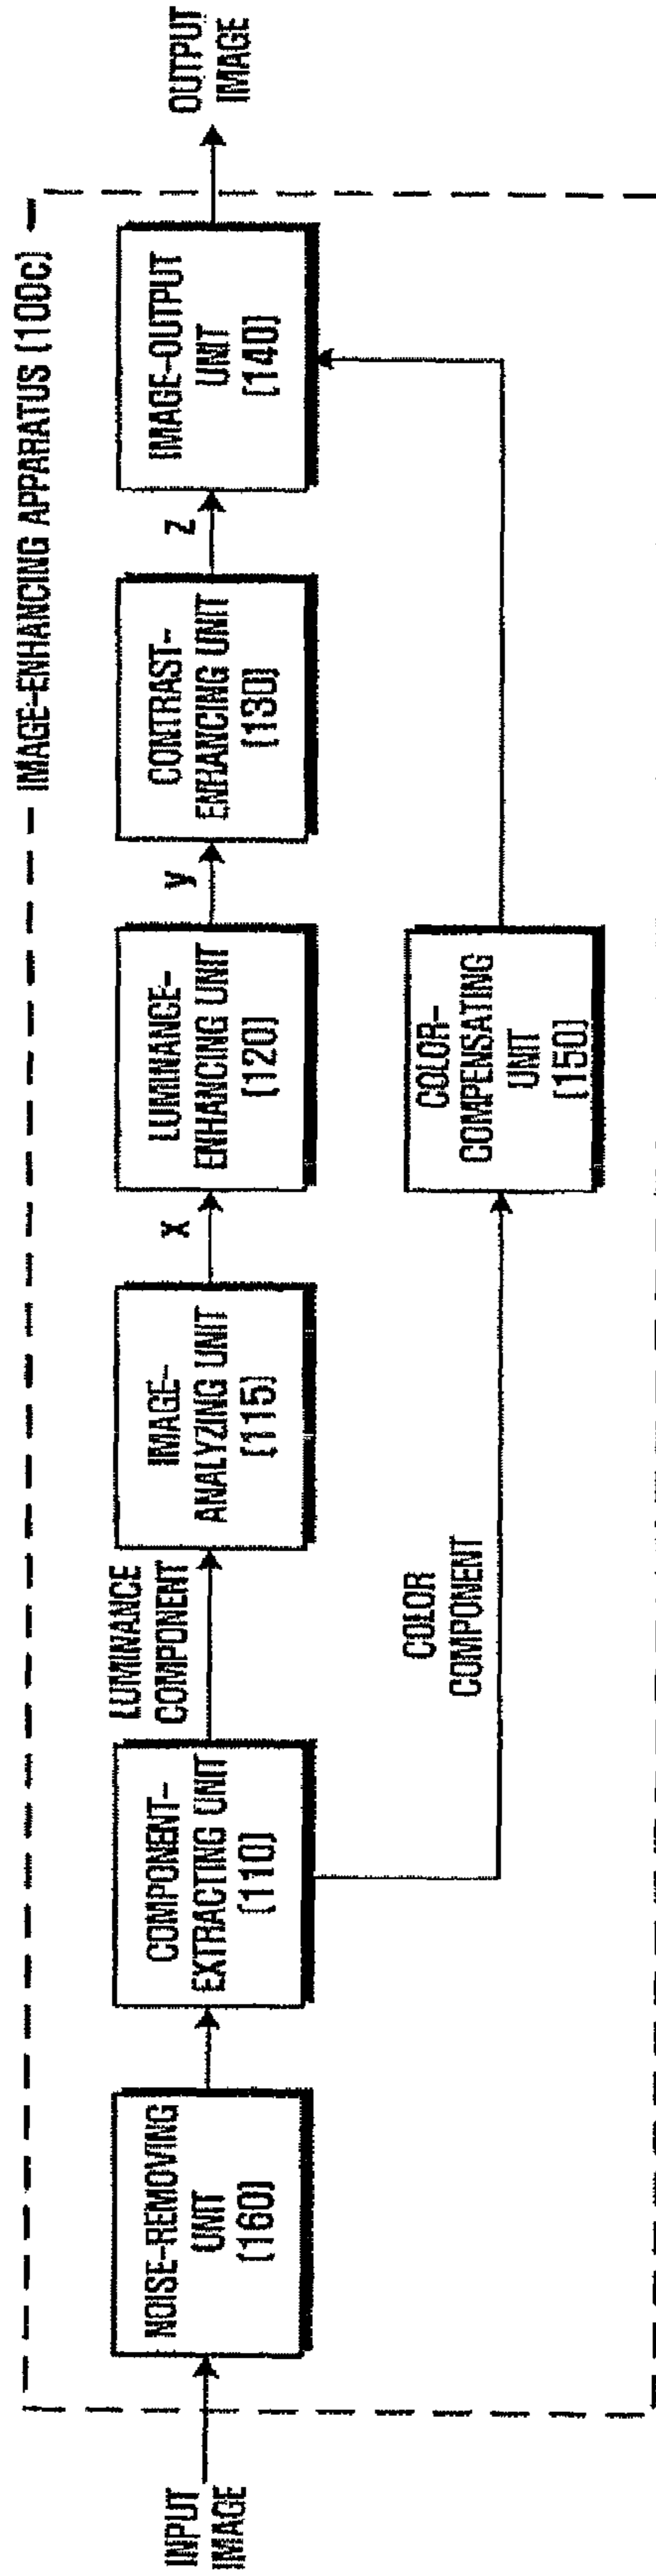 IMAGE-ENHANCING APPARATUS (100c)
INPUT
IMAGE
NOISE-REMOVING
UNIT
(160)
COMPONENT-
EXTRACTING UNIT
(110)
LUMINANCE
COMPONENT
IMAGE-
ANALYZING UNIT
(115)
x
LUMINANCE-
ENHANCING UNIT
(120)
y
CONTRAST-
ENHANCING UNIT
(130)
z
IMAGE-OUTPUT
UNIT
(140)
OUTPUT
IMAGE
COLOR
COMPONENT
COLOR-
COMPENSATING
UNIT
(150)